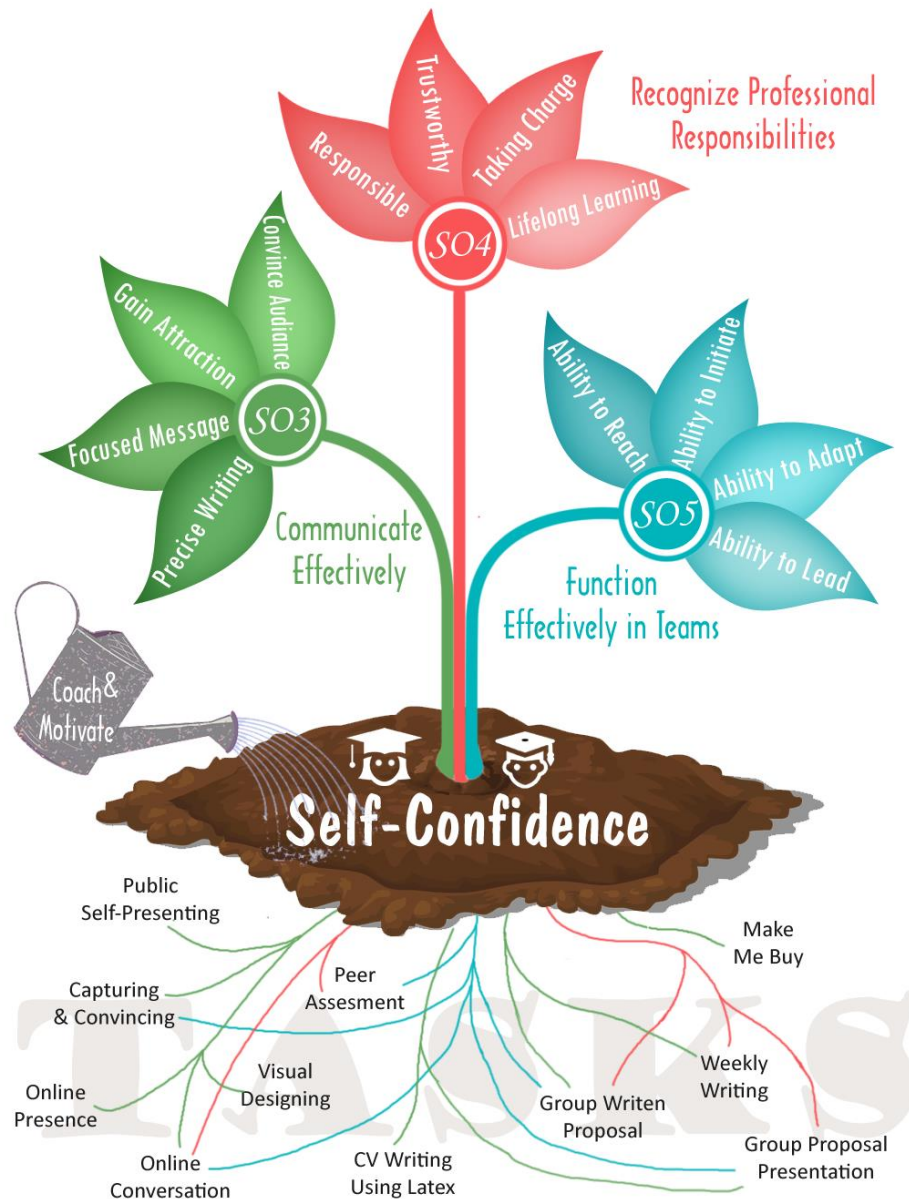 Recognize Professional
Responsibilities
Responsible
Trustworthy
Taking Charge
Lifelong Learning
SO4
Convince Audiance
Gain Attraction
Focused Message
Precise Writing
SO3
Communicate
Effectively
Ability to Reach
Ability to Initiate
Ability to Adapt
Ability to Lead
SO5
Function
Effectively in Teams
Coach&
Motivate
Self-Confidence
Public
Self-Presenting
Make
Me Buy
Peer
Assesment
Capturing
& Convincing
TASKS
Visual
Designing
Weekly
Writing
Online
Presence
Group Writen
Proposal
Online
Conversation
CV Writing
Using Latex
Group Proposal
Presentation